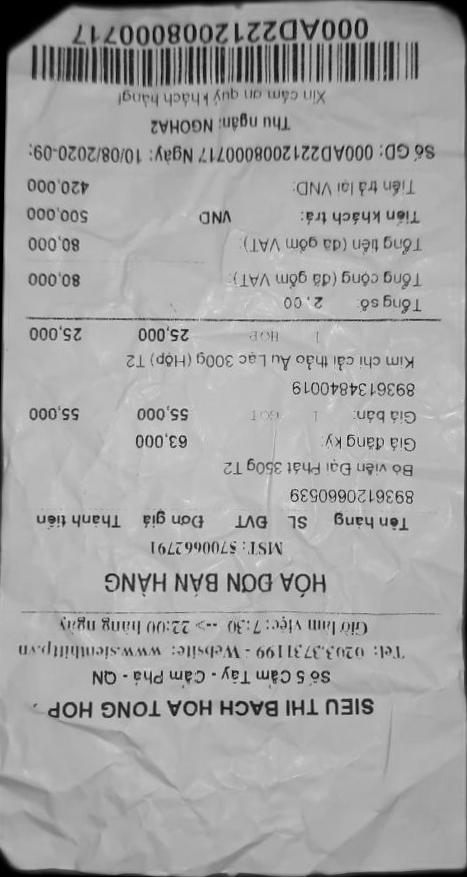 SIEU THI BACH HOA TONG HOP
Số 5 Cẩm Tây - Cẩm Phả - QN
Tel: 0203.3731199 - Website: www.sieuthihtp.vn
Giờ làm việc: 7:30 --> 22:00 hàng ngày
HÓA ĐƠN BÁN HÀNG
MST: 5700662791
Tên hàng SL ĐVT Đơn giá Thành tiền
8936120660539
Bò viên Đại Phát 350g T2
Giá đăng ký: 63,000
Giá bán: 1 GOI 55,000 55,000
8936134840019
Kim chi cải thảo Âu Lạc 300g (Hộp) T2
1 HOP 25,000 25,000
Tổng số: 2.00
Tổng cộng (đã gồm VAT): 80,000
Tổng tiền (đã gồm VAT): 80,000
Tiền khách trả: VND 500,000
Tiền trả lại VND: 420,000
Số GD: 000AD2212008000717 Ngày: 10/08/2020-09:
Thu ngân: NGOHA2
Xin cảm ơn quý khách hàng!
000AD2212008000717